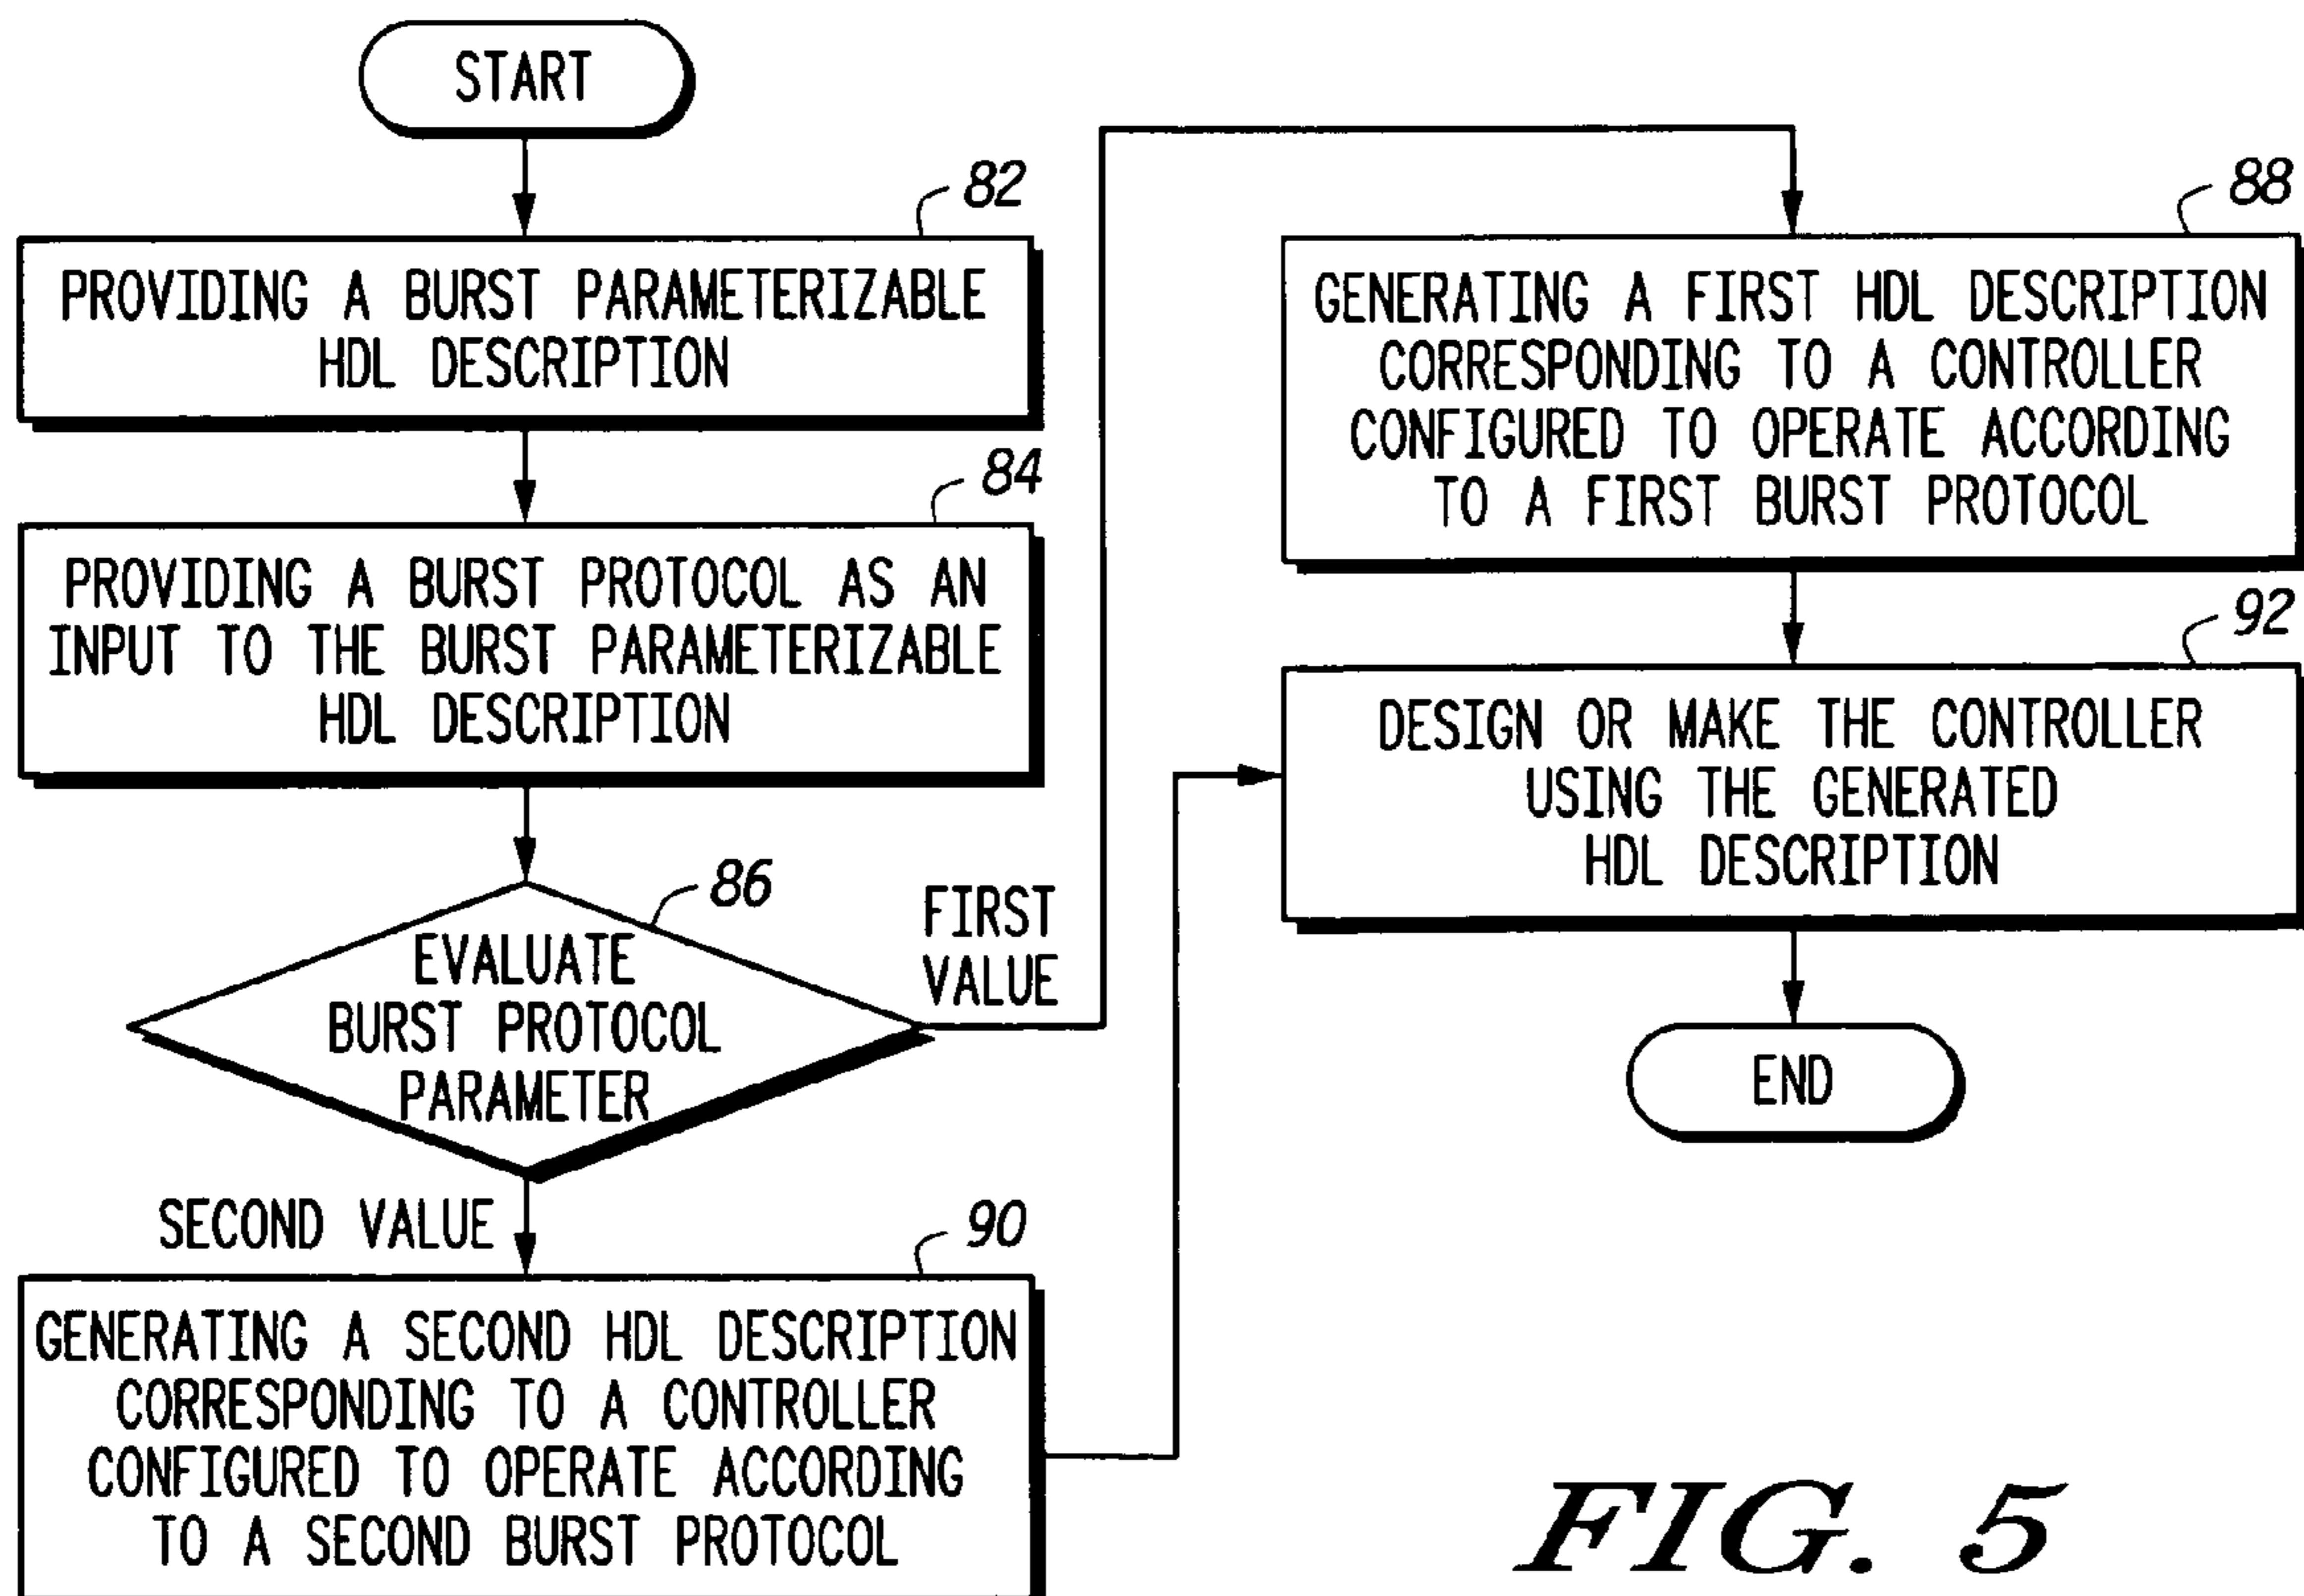 START
82
PROVIDING A BURST PARAMETERIZABLE
HDL DESCRIPTION
84
PROVIDING A BURST PROTOCOL AS AN
INPUT TO THE BURST PARAMETERIZABLE
HDL DESCRIPTION
86
EVALUATE
BURST PROTOCOL
PARAMETER
FIRST
VALUE
SECOND VALUE
90
GENERATING A SECOND HDL DESCRIPTION
CORRESPONDING TO A CONTROLLER
CONFIGURED TO OPERATE ACCORDING
TO A SECOND BURST PROTOCOL
88
GENERATING A FIRST HDL DESCRIPTION
CORRESPONDING TO A CONTROLLER
CONFIGURED TO OPERATE ACCORDING
TO A FIRST BURST PROTOCOL
92
DESIGN OR MAKE THE CONTROLLER
USING THE GENERATED
HDL DESCRIPTION
END
FIG. 5